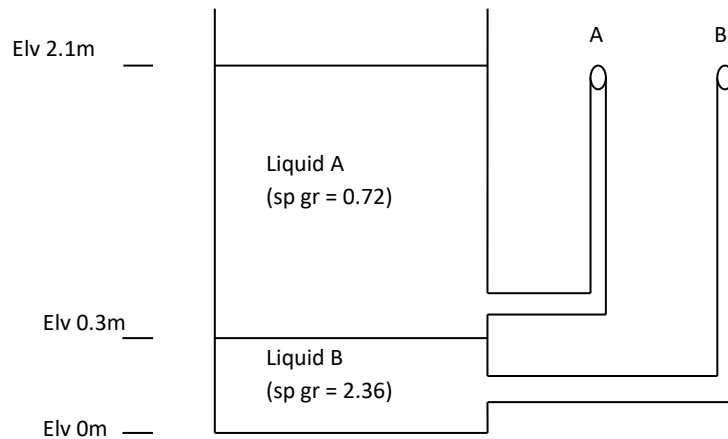 Elv 2.1m
A
B
Liquid A
(sp gr = 0.72)
Elv 0.3m
Liquid B
(sp gr = 2.36)
Elv 0m